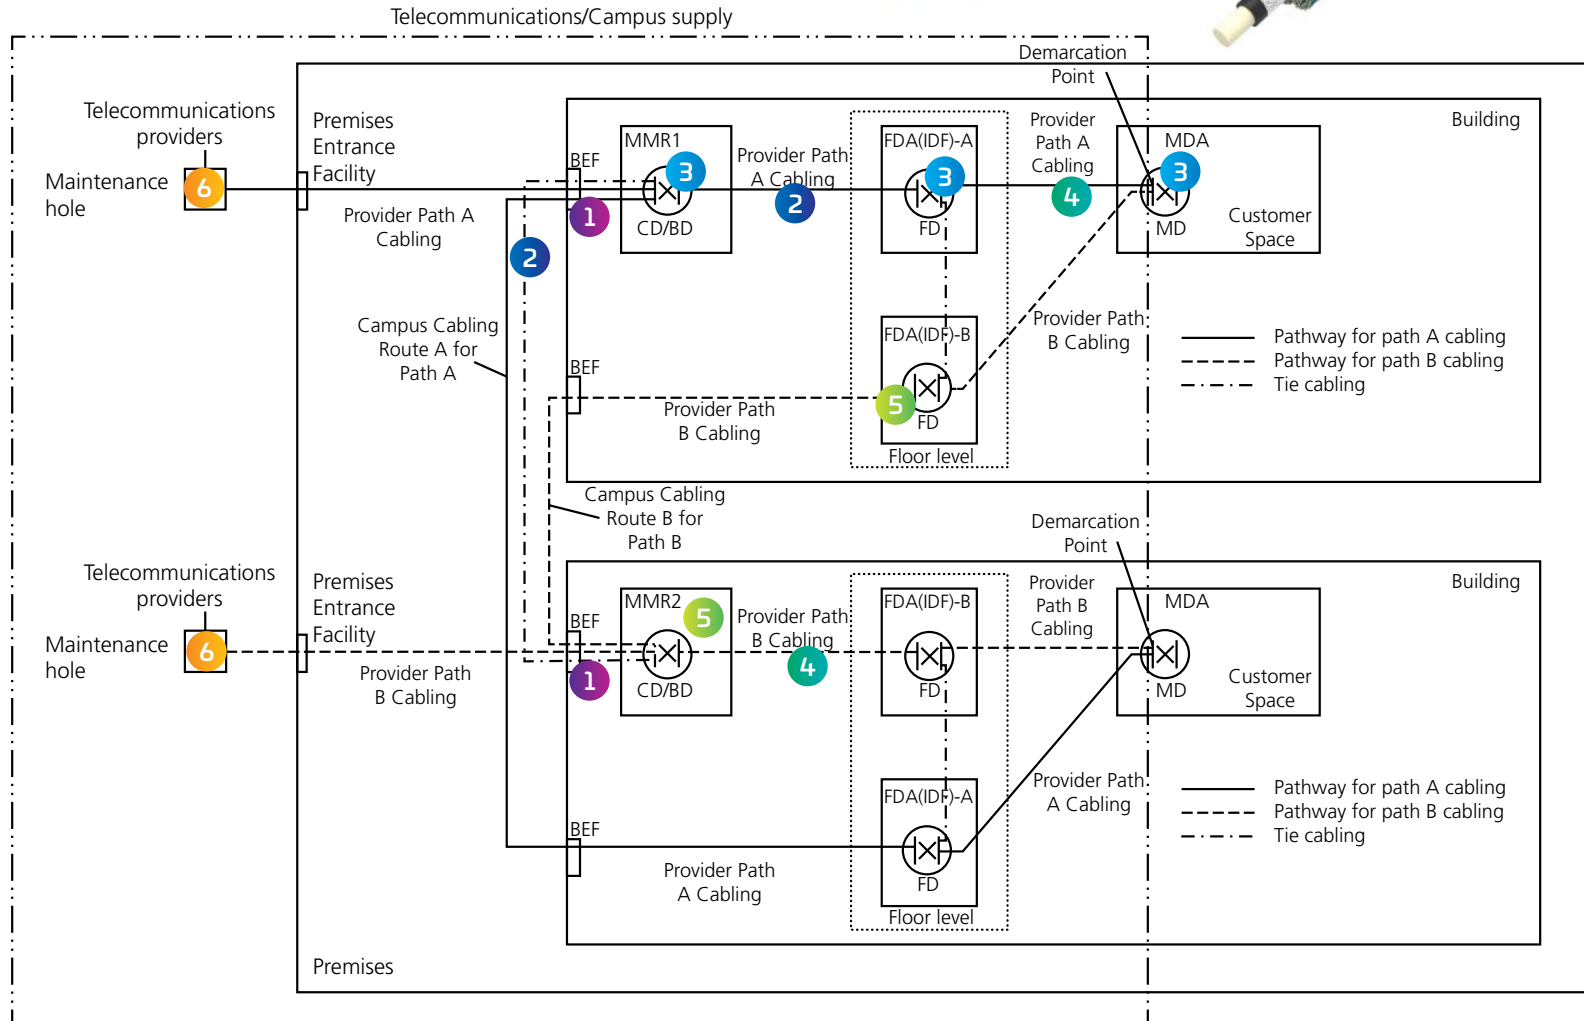 Telecommunications/Campus supply
Demarcation
Point
Telecommunications
providers
Maintenance
hole
6
Premises
Entrance
Facility
Provider Path A
Cabling
BEF
1
2
MMR1
3
CD/BD
Provider Path
A Cabling
2
FDA(IDF)-A
3
FD
Provider
Path A
Cabling
4
MDA
3
MD
Customer
Space
Building
Campus Cabling
Route A for
Path A
BEF
Provider Path
B Cabling
FDA(IDF)-B
5
FD
Floor level
Provider Path
B Cabling
Pathway for path A cabling
Pathway for path B cabling
Tie cabling
Campus Cabling
Route B for
Path B
Demarcation
Point
Telecommunications
providers
Maintenance
hole
6
Premises
Entrance
Facility
Provider Path
B Cabling
BEF
1
MMR2
5
CD/BD
Provider Path
B Cabling
4
FDA(IDF)-B
FD
Provider
Path B
Cabling
MDA
MD
Customer
Space
Building
BEF
Provider Path
A Cabling
FDA(IDF)-A
FD
Floor level
Provider Path
A Cabling
Pathway for path A cabling
Pathway for path B cabling
Tie cabling
Premises